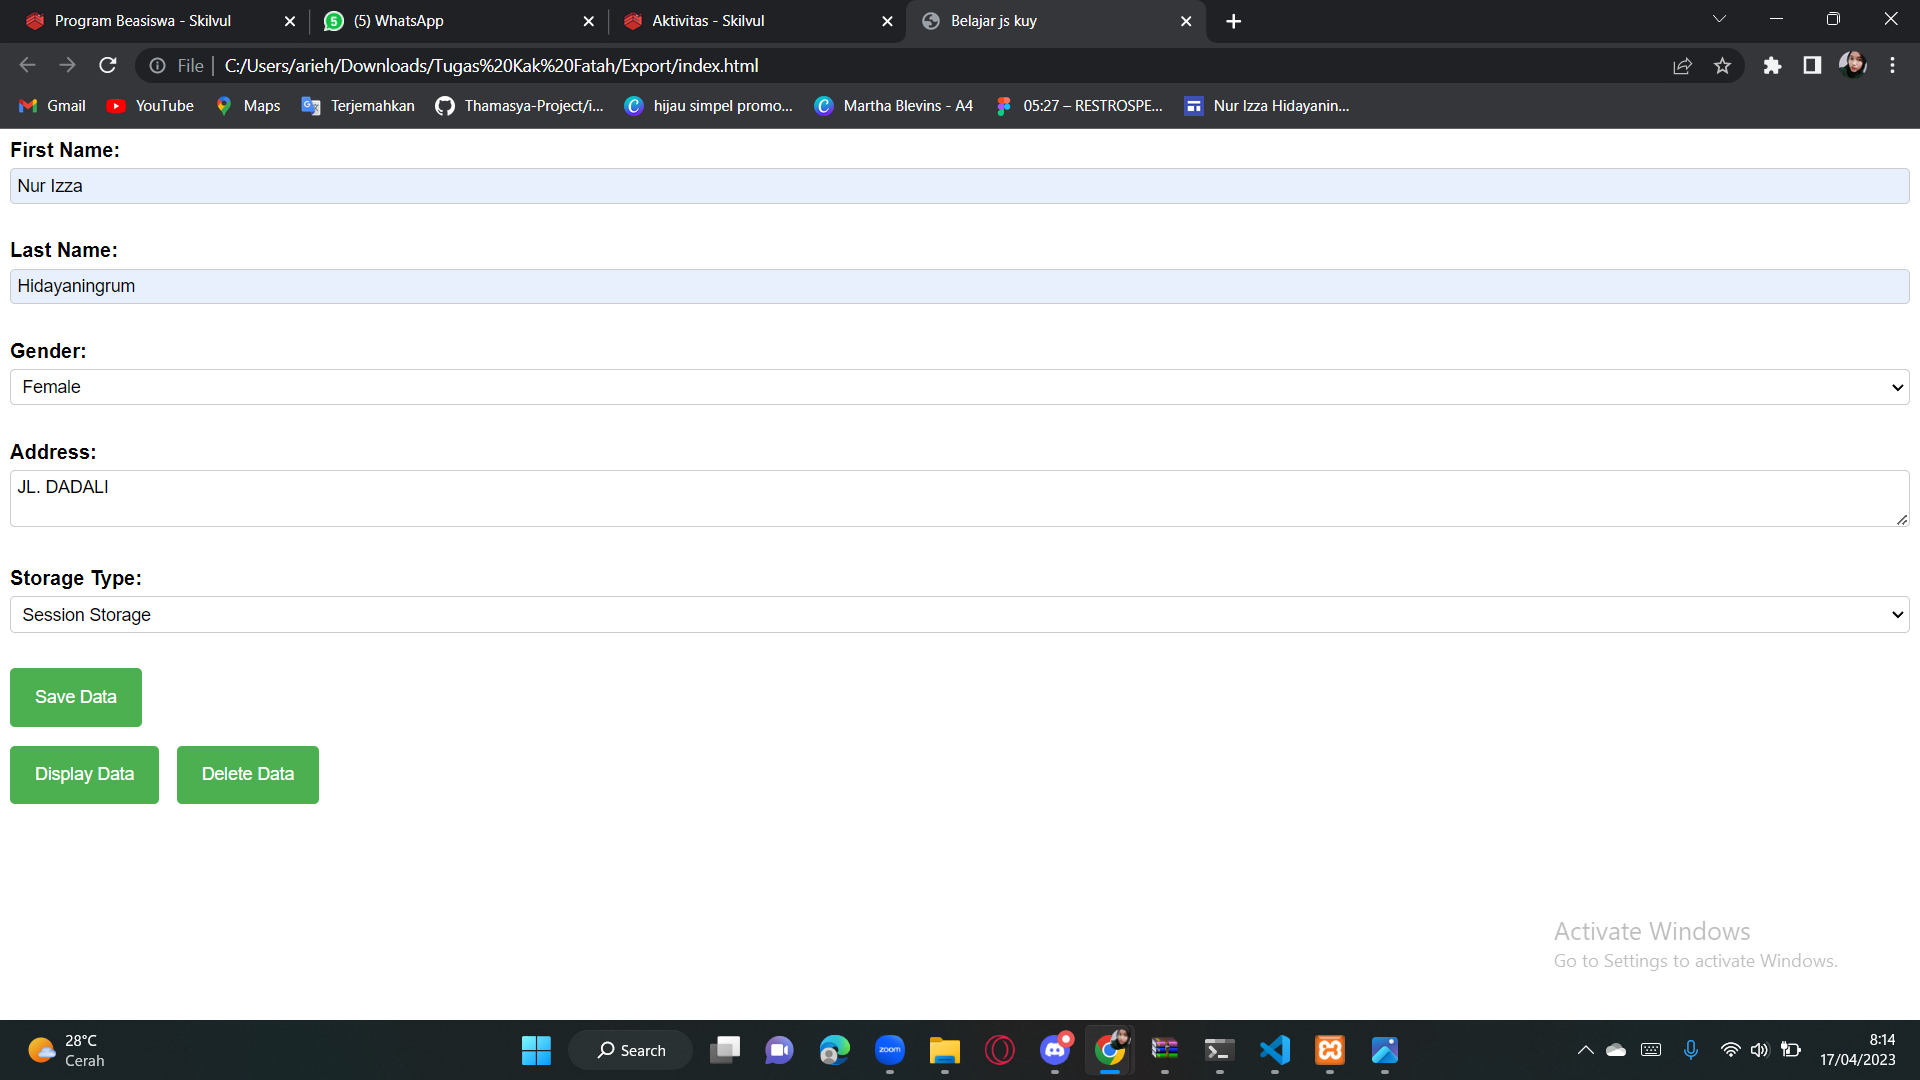 Program Beasiswa - Skilvul
(5) WhatsApp
Aktivitas - Skilvul
Belajar js kuy
File
C:/Users/arieh/Downloads/Tugas%20Kak%20Fatah/Export/index.html
Gmail
YouTube
Maps
Terjemahkan
Thamasya-Project/i...
hijau simpel promo...
Martha Blevins - A4
05:27 – RESTROSPE...
Nur Izza Hidayanin...
First Name:
Nur Izza
Last Name:
Hidayaningrum
Gender:
Female
Address:
JL. DADALI
Storage Type:
Session Storage
Save Data
Display Data
Delete Data
Activate Windows
Go to Settings to activate Windows.
28°C
Cerah
Search
zoom
8:14
17/04/2023